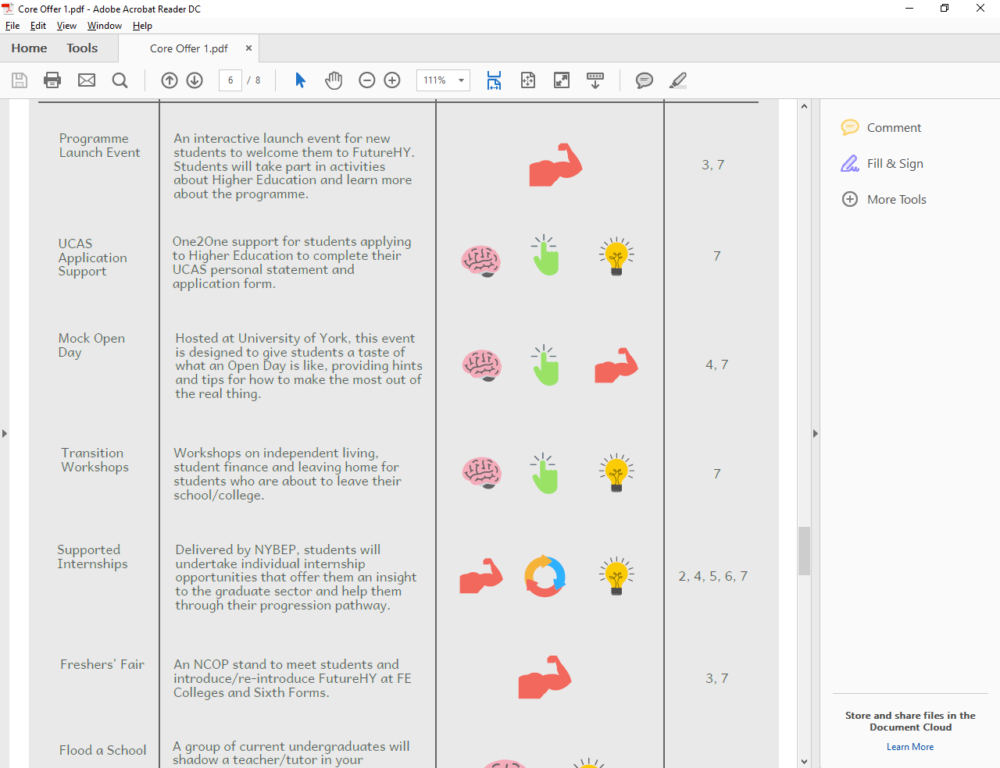 Core Offer 1.pdf - Adobe Acrobat Reader DC
File Edit View Window Help
Home Tools Core Offer 1.pdf ×
6 / 8 111%
Programme
Launch Event
An interactive launch event for new
students to welcome them to FutureHY.
Students will take part in activities
about Higher Education and learn more
about the programme.
3, 7
UCAS
Application
Support
One2One support for students applying
to Higher Education to complete their
UCAS personal statement and
application form.
7
Mock Open
Day
Hosted at University of York, this event
is designed to give students a taste of
what an Open Day is like, providing hints
and tips for how to make the most out of
the real thing.
4, 7
Transition
Workshops
Workshops on independent living,
student finance and leaving home for
students who are about to leave their
school/college.
7
Supported
Internships
Delivered by NYBEP, students will
undertake individual internship
opportunities that offer them an insight
to the graduate sector and help them
through their progression pathway.
2, 4, 5, 6, 7
Freshers' Fair
An NCOP stand to meet students and
introduce/re-introduce FutureHY at FE
Colleges and Sixth Forms.
3, 7
Flood a School
A group of current undergraduates will
shadow a teacher/tutor in your
Comment
Fill & Sign
More Tools
Store and share files in the
Document Cloud
Learn More